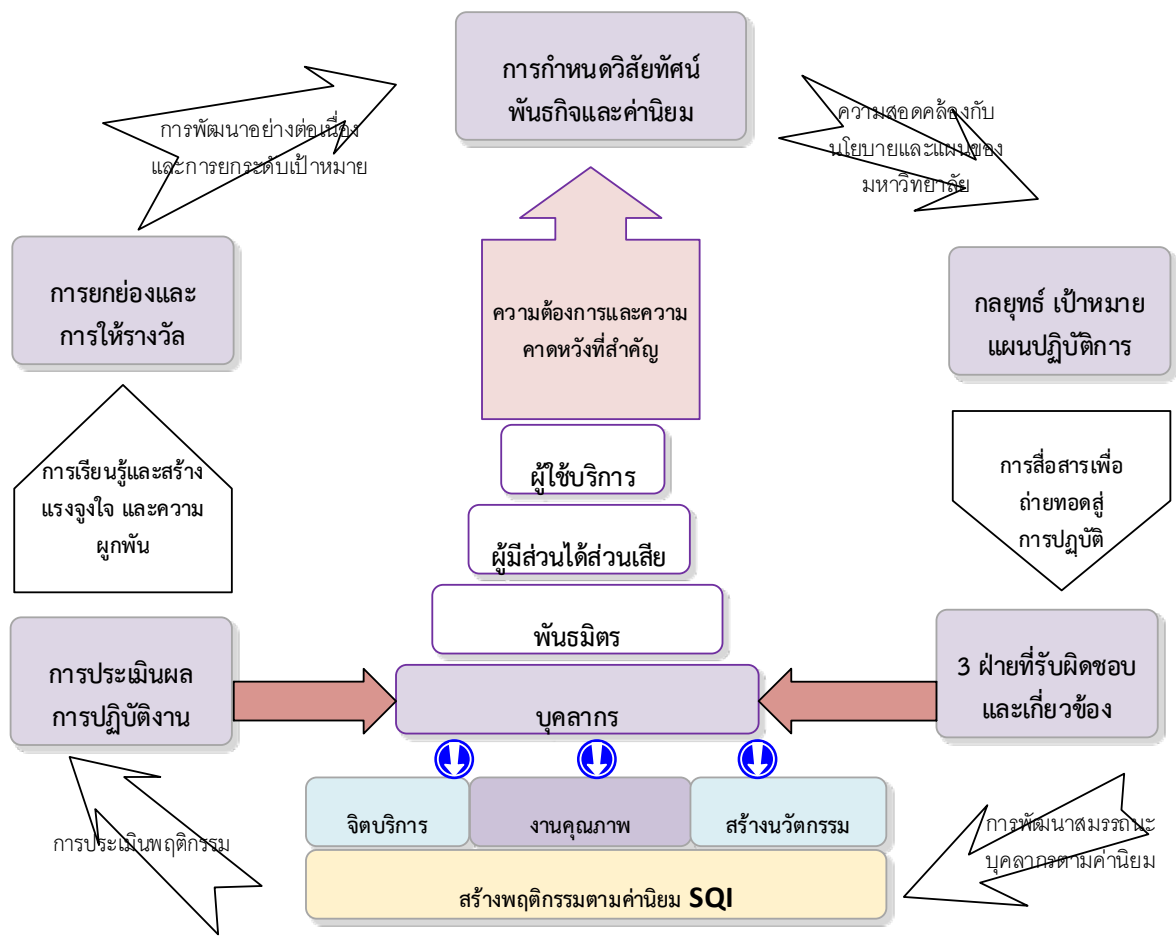 การกำหนดวิสัยทัศน์
พันธกิจและค่านิยม
การพัฒนาอย่างต่อเนื่อง
และการยกระดับเป้าหมาย
ความสอดคล้องกับ
นโยบายและแผนของ
มหาวิทยาลัย
การยกย่องและ
การให้รางวัล
ความต้องการและความ
คาดหวังที่สำคัญ
กลยุทธ์ เป้าหมาย
แผนปฏิบัติการ
การเรียนรู้และสร้าง
แรงจูงใจ และความ
ผูกพัน
ผู้ใช้บริการ
ผู้มีส่วนได้ส่วนเสีย
พันธมิตร
บุคลากร
การสื่อสารเพื่อ
ถ่ายทอดสู่
การปฏุบัติ
การประเมินผล
การปฏิบัติงาน
3 ฝ่ายที่รับผิดชอบ
และเกี่ยวข้อง
จิตบริการ
งานคุณภาพ
สร้างนวัตกรรม
การประเมินพฤติกรรม
การพัฒนาสมรรถนะ
บุคลากรตามค่านิยม
สร้างพฤติกรรมตามค่านิยม SQI